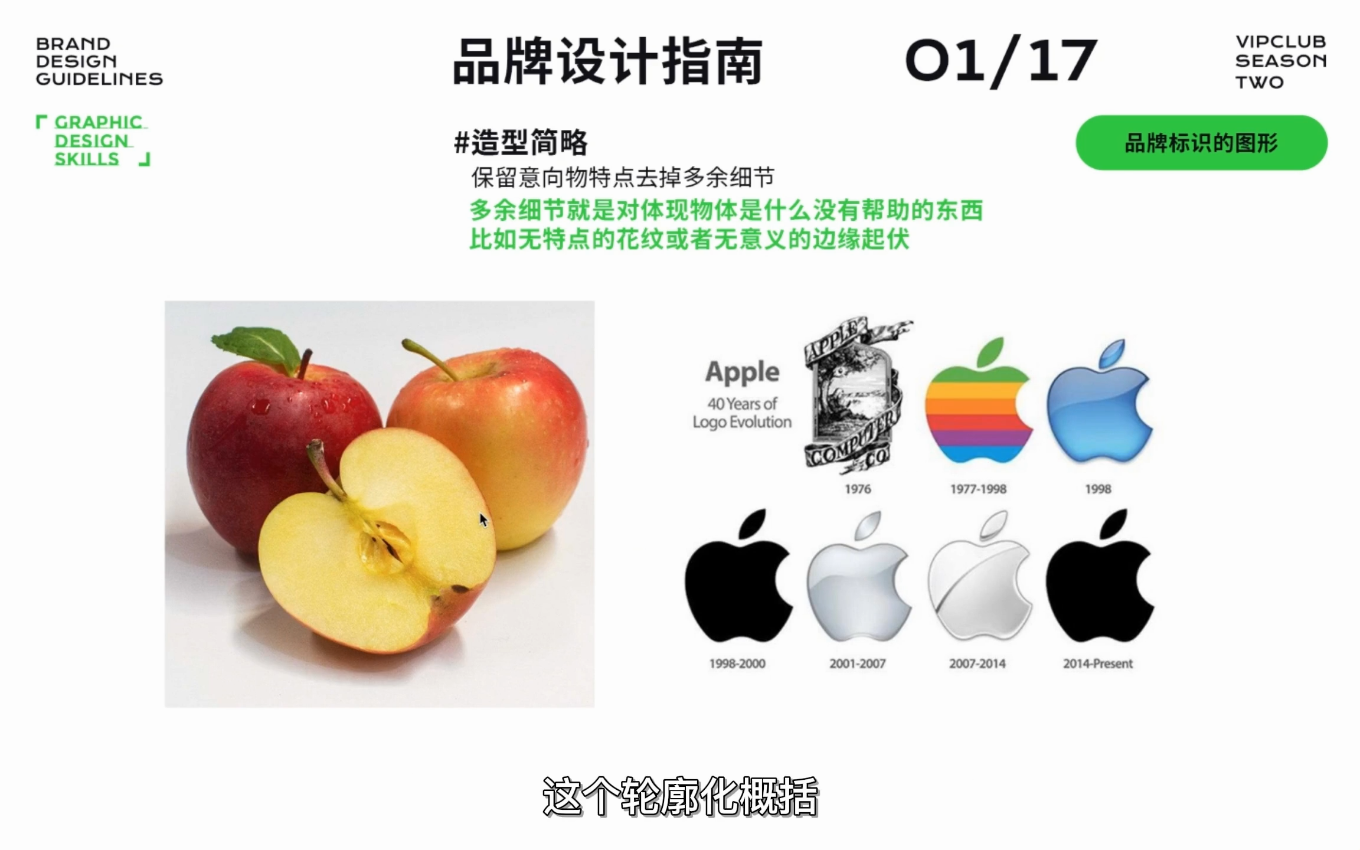 BRAND
DESIGN
GUIDELINES
品牌设计指南
01/17
VIPCLUB
SEASON
TWO
GRAPHIC
DESIGN
SKILLS
#造型简略
品牌标识的图形
保留意向物特点去掉多余细节
多余细节就是对体现物体是什么没有帮助的东西
比如无特点的花纹或者无意义的边缘起伏
Apple
40 Years of
Logo Evolution
APPLE
COMPUTER
CO.
1976
1977-1998
1998
1998-2000
2001-2007
2007-2014
2014-Present
这个轮廓化概括